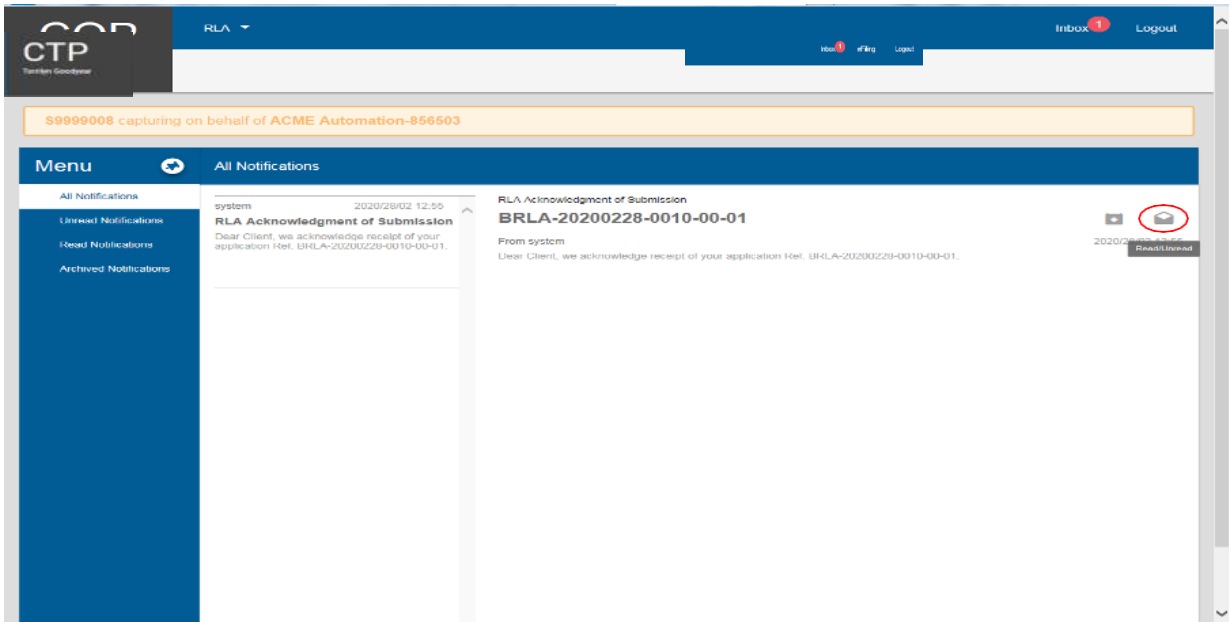 RLA
Inbox 1
Logout
CTP
Inbox
eFiling
Logout
S9999008 capturing on behalf of ACME Automation-856503
Menu
All Notifications
All Notifications
Unread Notifications
Read Notifications
Archived Notifications
system 2020/28/02 12:55
RLA Acknowledgment of Submission
Dear Client, we acknowledge receipt of your
application Ref. BRLA-20200228-0010-00-01.
RLA Acknowledgment of Submission
BRLA-20200228-0010-00-01
From system
Read/Unread
Dear Client, we acknowledge receipt of your application Ref. BRLA-20200228-0010-00-01.